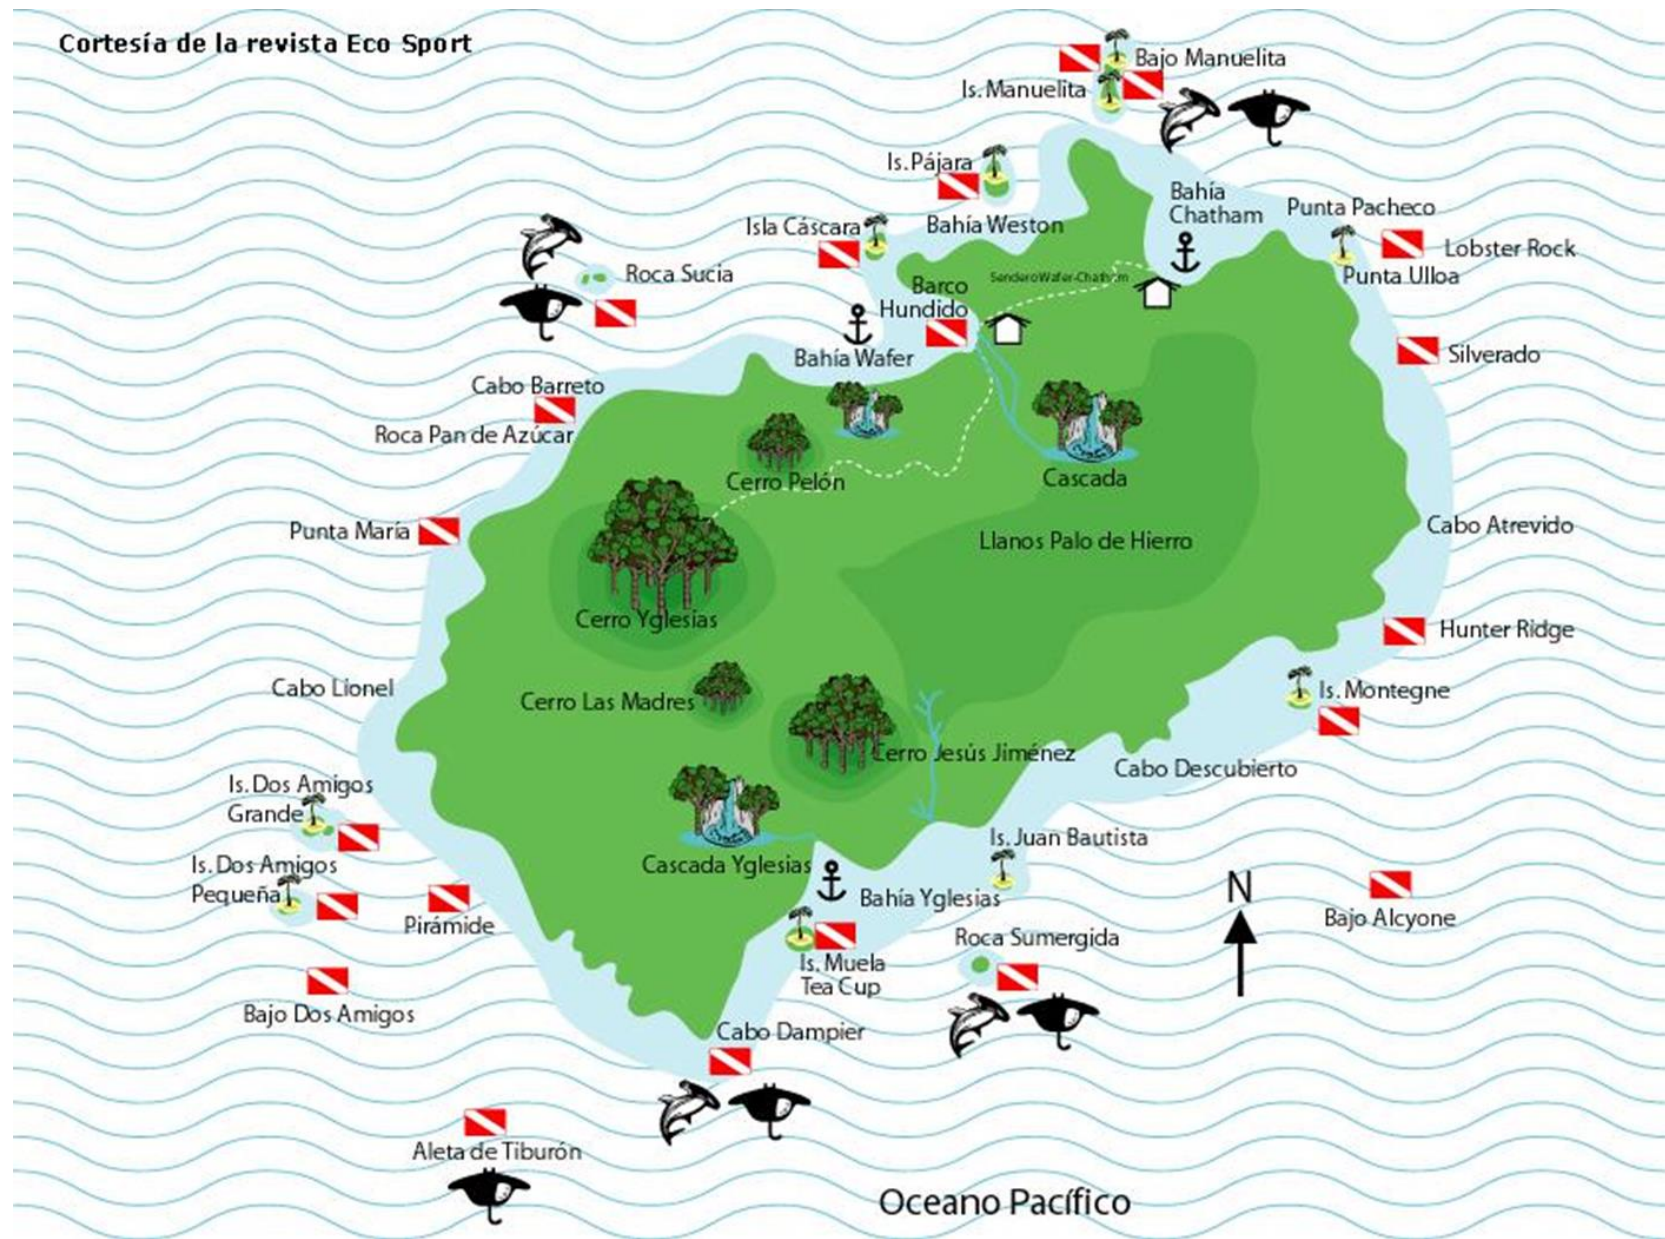 Cortesía de la revista Eco Sport
Bajo Manuelita
Is. Manuelita
Is. Pájara
Bahía
Chatham
Punta Pacheco
Isla Cáscara
Bahía Weston
Lobster Rock
Roca Sucia
Sendero Wafer-Chatham
Punta Ulloa
Barco
Hundido
Bahía Wafer
Silverado
Cabo Barreto
Roca Pan de Azúcar
Cerro Pelón
Cascada
Punta María
Llanos Palo de Hierro
Cabo Atrevido
Cerro Yglesias
Hunter Ridge
Cabo Lionel
Cerro Las Madres
Is. Montegne
Cerro Jesús Jiménez
Cabo Descubierto
Is. Dos Amigos
Grande
Is. Juan Bautista
Is. Dos Amigos
Pequeña
Cascada Yglesias
Bahía Yglesias
N
Bajo Alcyone
Pirámide
Roca Sumergida
Is. Muela
Tea Cup
Bajo Dos Amigos
Cabo Dampier
Aleta de Tiburón
Oceano Pacífico